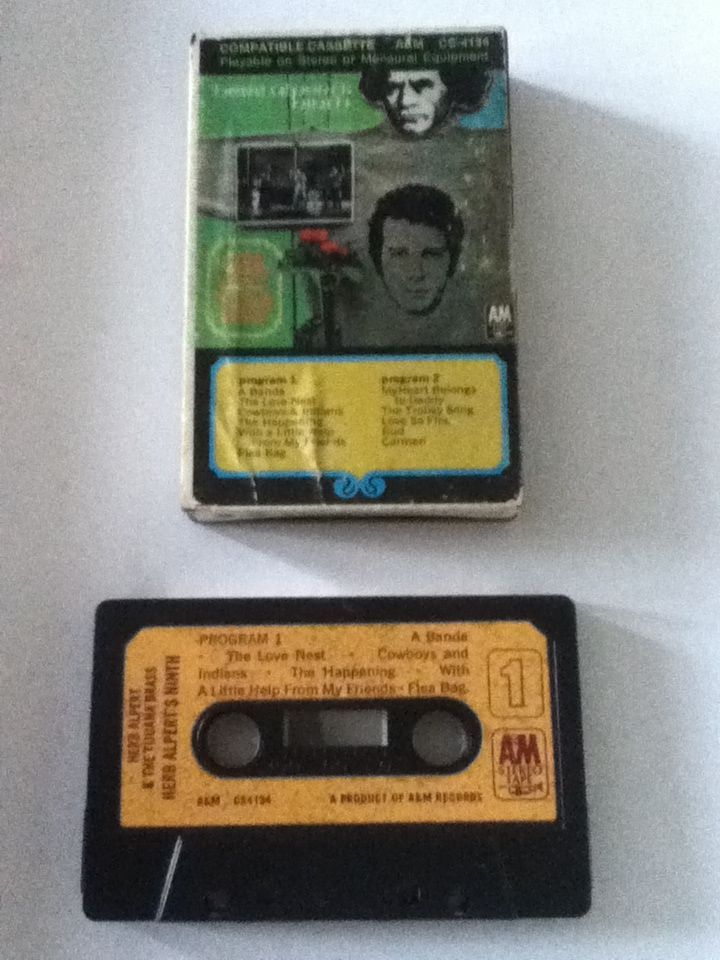 COMPATIBLE CASSETTE A&M CS-4134
Playable on Stereo or Monaural Equipment
AM
program 1
A Banda
The Love Nest
Cowboys & Indians
The Happening
With a Little Help
From My Friends
Flea Bag
program 2
My Heart Belongs
To Daddy
The Trolley Song
Love So Fine
Bud
Carmen
HERB ALPERT
& THE TIJUANA BRASS
HERB ALPERT'S NINTH
PROGRAM 1 · A Banda
· The Love Nest · Cowboys and
Indians · The Happening · With
A Little Help From My Friends · Flea Bag.
1
A&M
STEREO
A&M CS4134 A PRODUCT OF A&M RECORDS